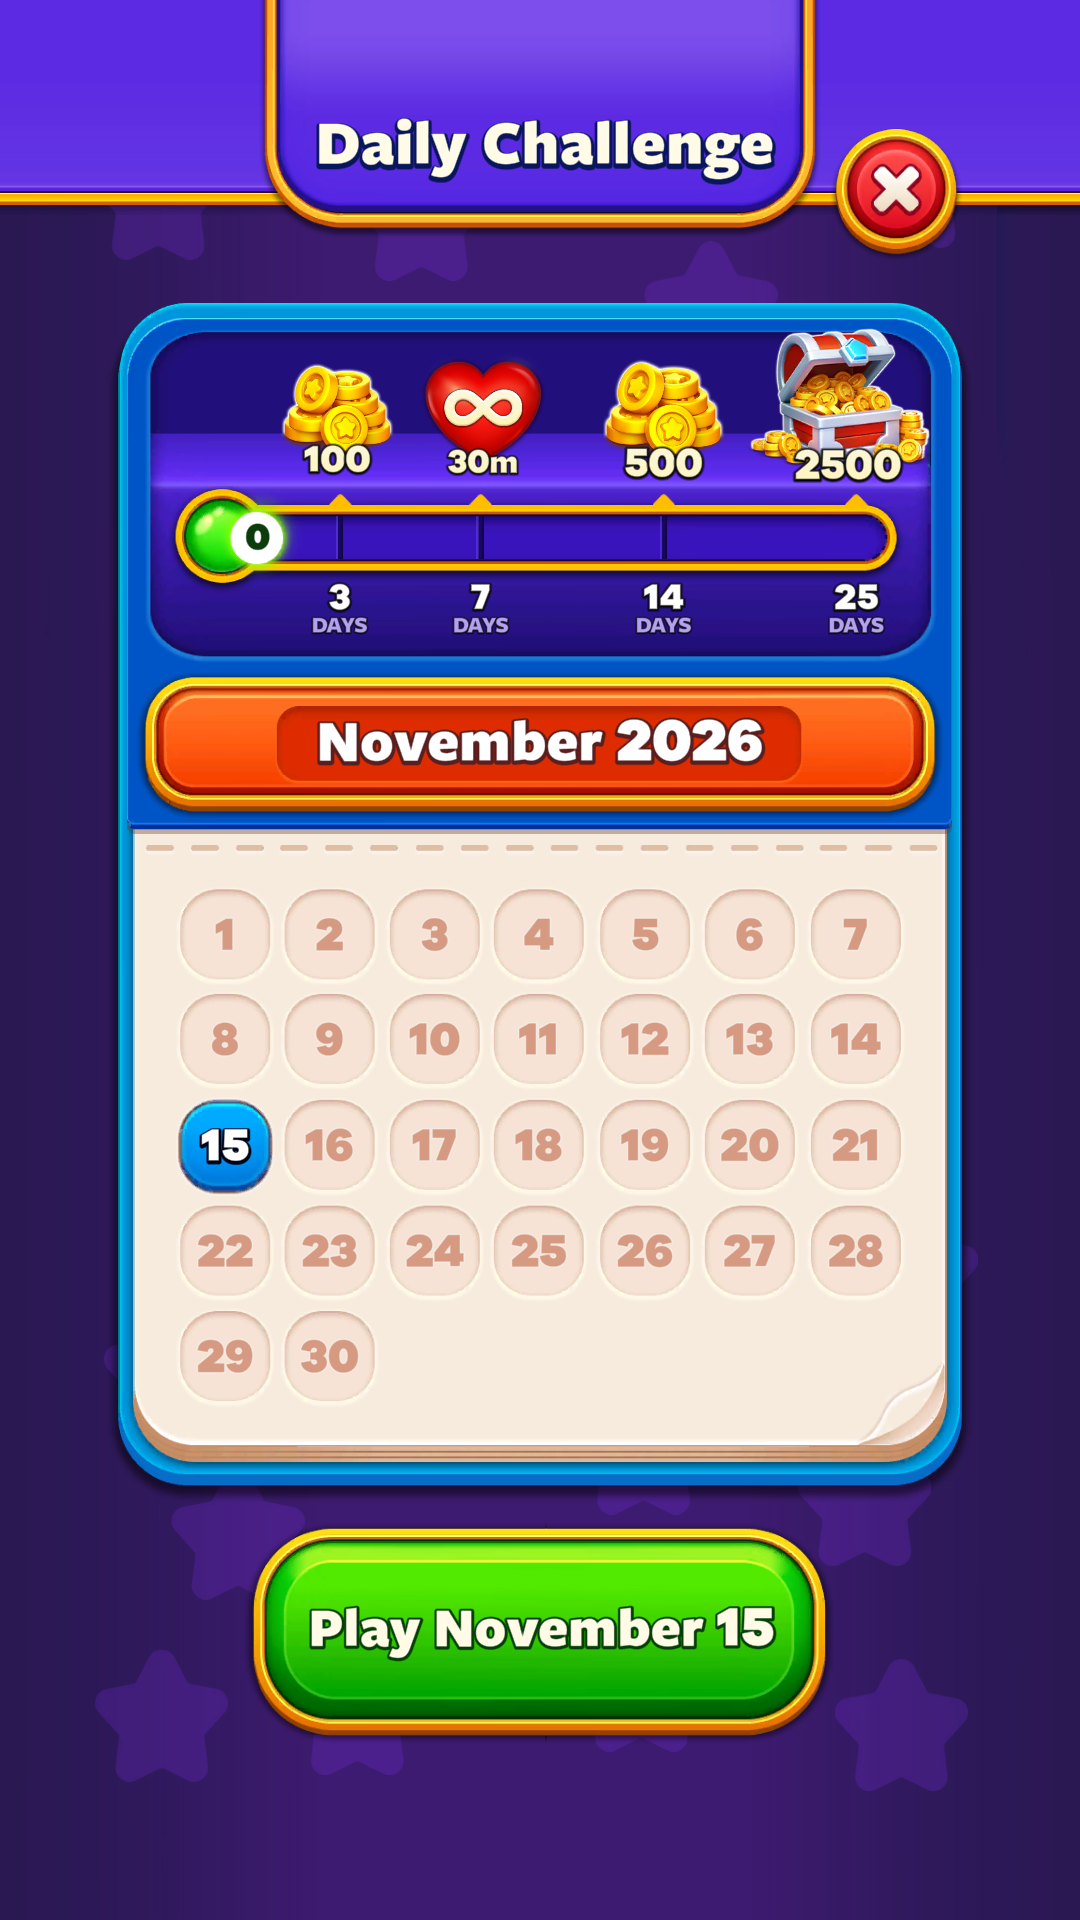 Daily Challenge
100 30m 500 2500
0
3 7 14 25
DAYS DAYS DAYS DAYS
November 2026
1 2 3 4 5 6 7
8 9 10 11 12 13 14
15 16 17 18 19 20 21
22 23 24 25 26 27 28
29 30
Play November 15